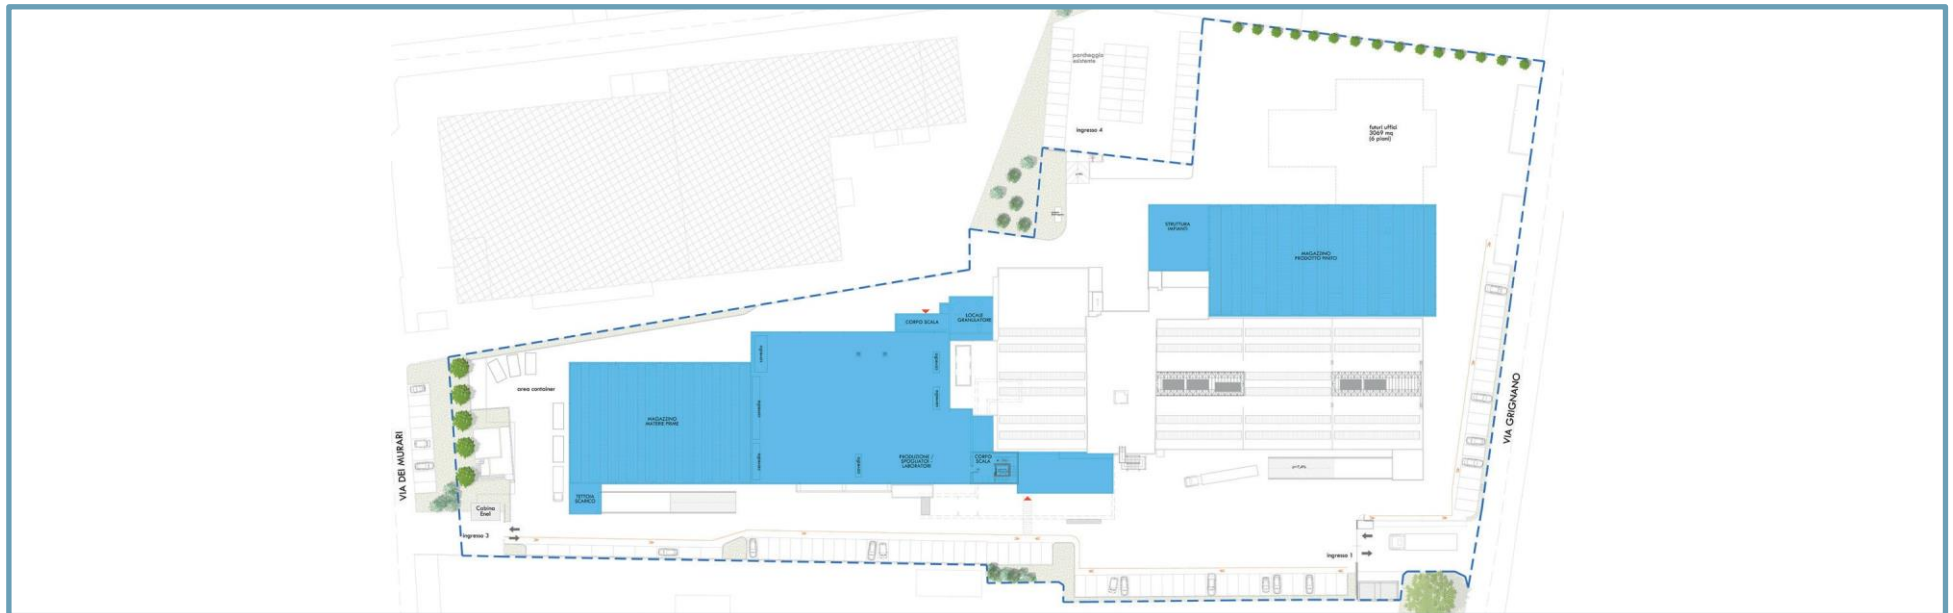 parcheggio
esistente
ingresso 4
futuri uffici
3069 mq
(6 piani)
STRUTTURA
IMPIANTI
MAGAZZINO
PRODOTTO FINITO
CORPO SCALA
LOCALE
GRANULATORE
area container
MAGAZZINO
MATERIE PRIME
PRODUZIONE /
SPOGLIATOI -
LABORATORI
CORPO
SCALA
TETTOIA
SCARICO
Cabina
Enel
ingresso 3
ingresso 1
VIA DEI MURARI
VIA GRIGNANO